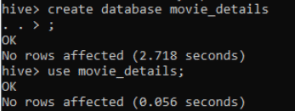 hive> create database movie_details
. . > ;
OK
No rows affected (2.718 seconds)
hive> use movie_details;
OK
No rows affected (0.056 seconds)